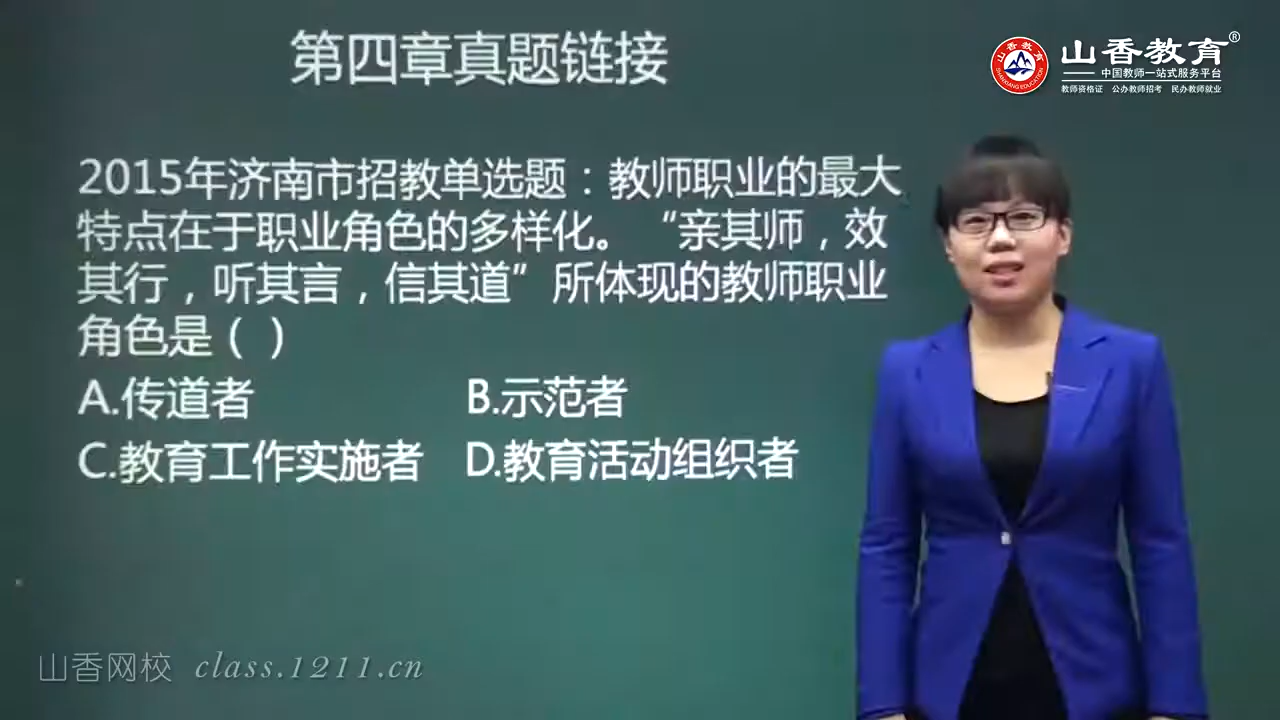 第四章真题链接
山香教育®
中国教师一站式服务平台
教师资格证 公办教师招考 民办教师就业
山香教育
SHANXIANG EDUCATION
2015年济南市招教单选题：教师职业的最大
特点在于职业角色的多样化。“亲其师，效
其行，听其言，信其道”所体现的教师职业
角色是（ ）
A.传道者 B.示范者
C.教育工作实施者 D.教育活动组织者
山香网校 class.1211.cn